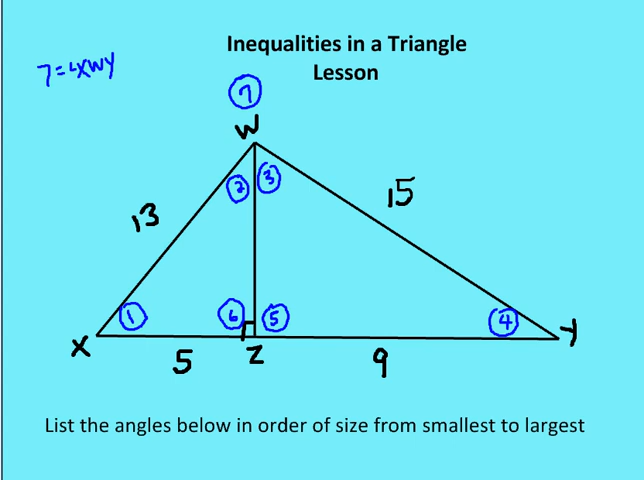 Inequalities in a Triangle
Lesson
7=∠XWY
7
W
2 3
13
15
1
6 5
4
X
Z
Y
5
9
List the angles below in order of size from smallest to largest